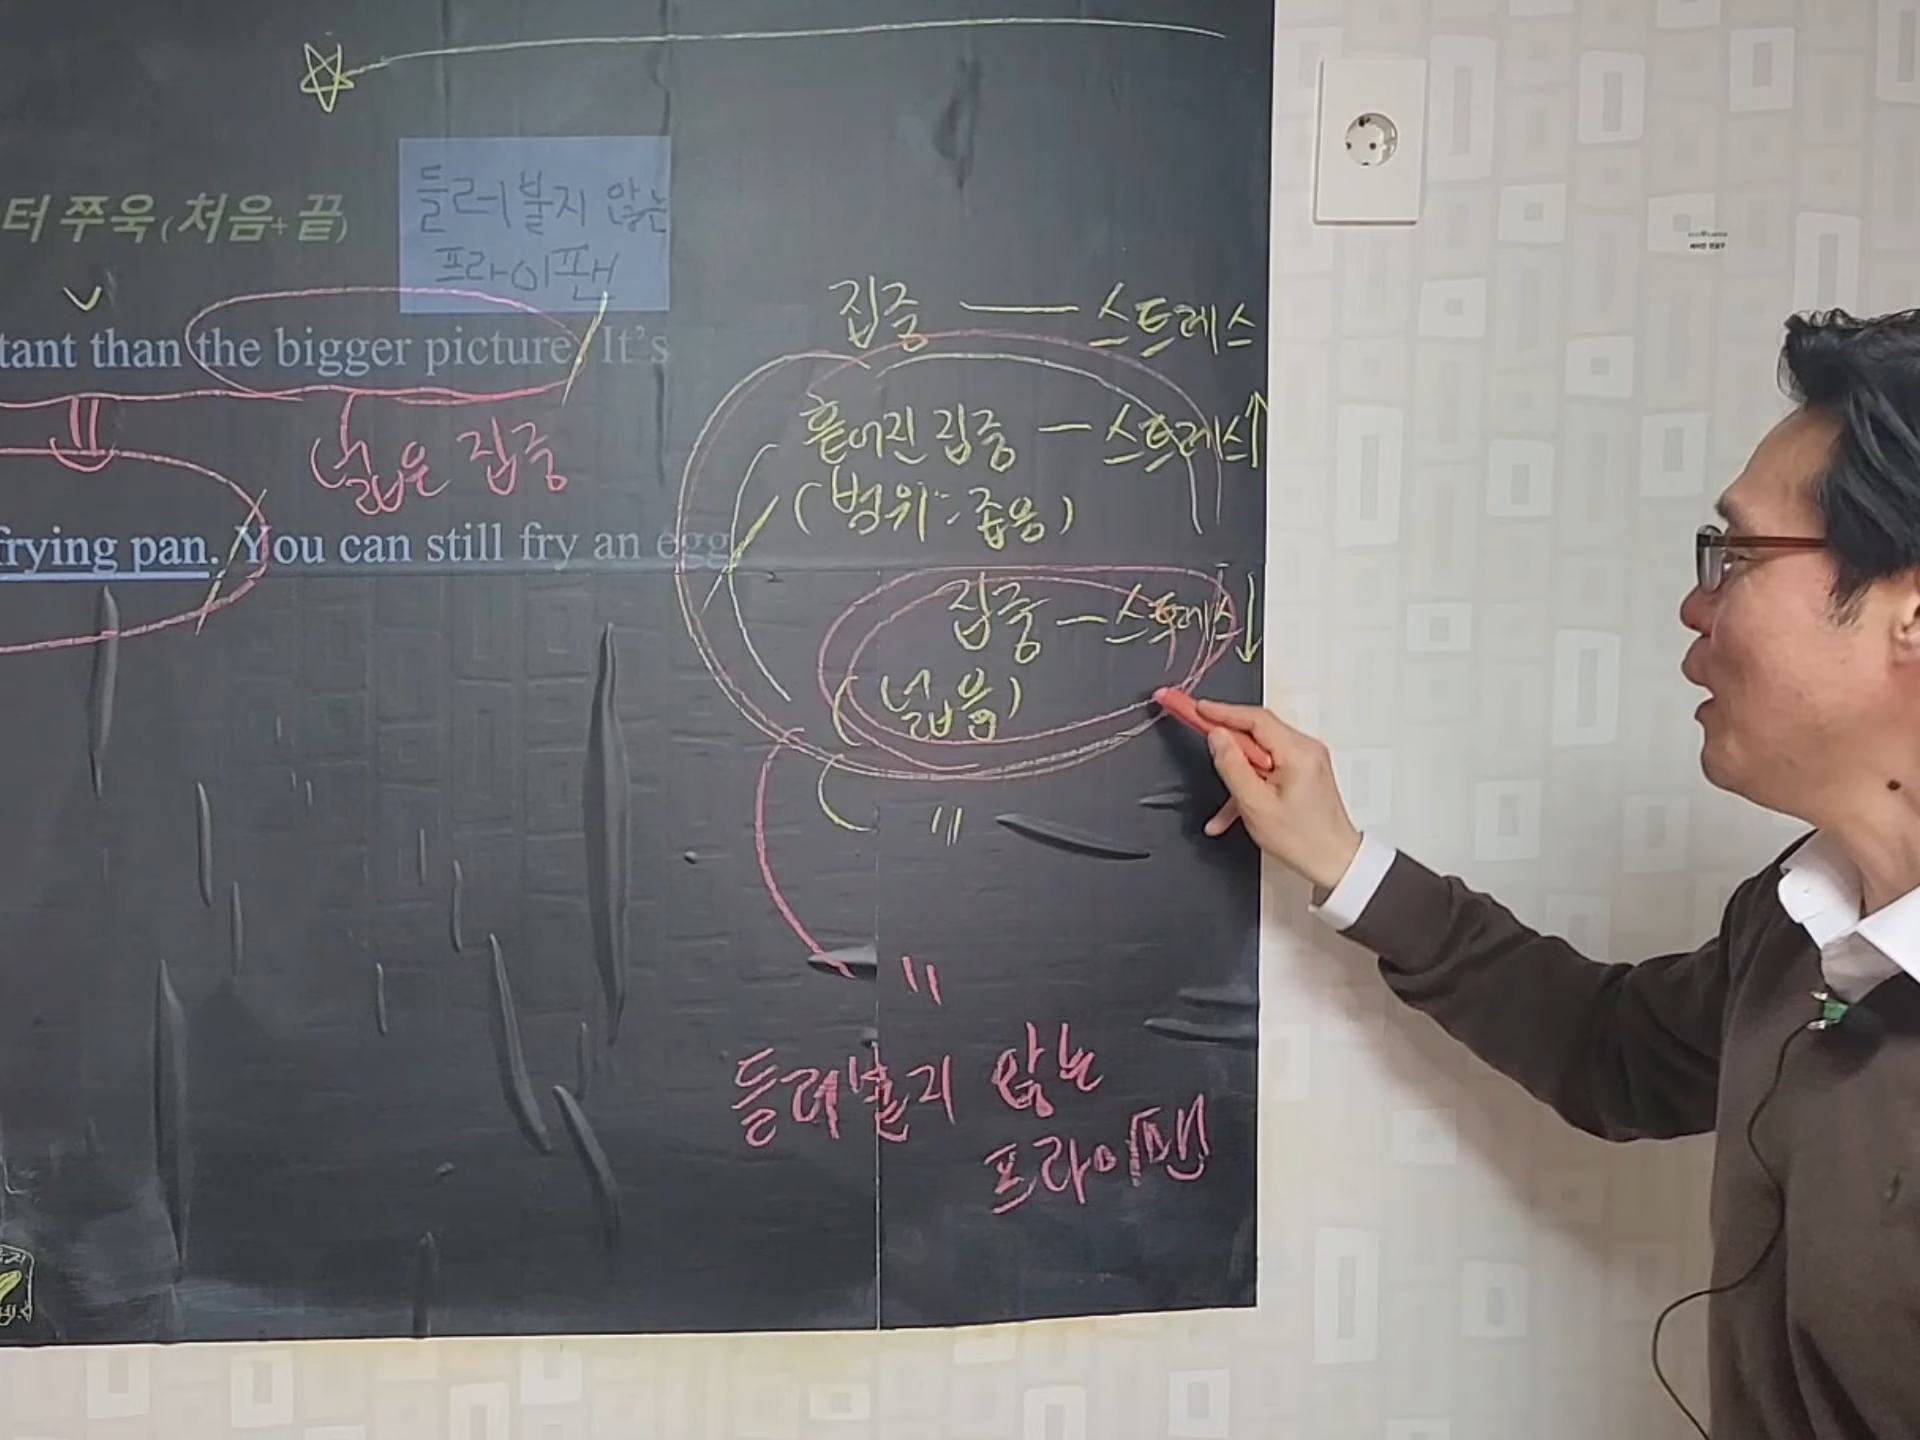 터 쭈욱 (처음+끝)
들러붙지 않는
프라이팬
tant than the bigger picture. It's
넓은 집중
frying pan. You can still fry an egg
집중 — 스트레스
흩어진 집중 — 스트레스↑
(범위: 좁음)
집중 — 스트레스↓
(넓음)
들러붙지 않는
프라이팬